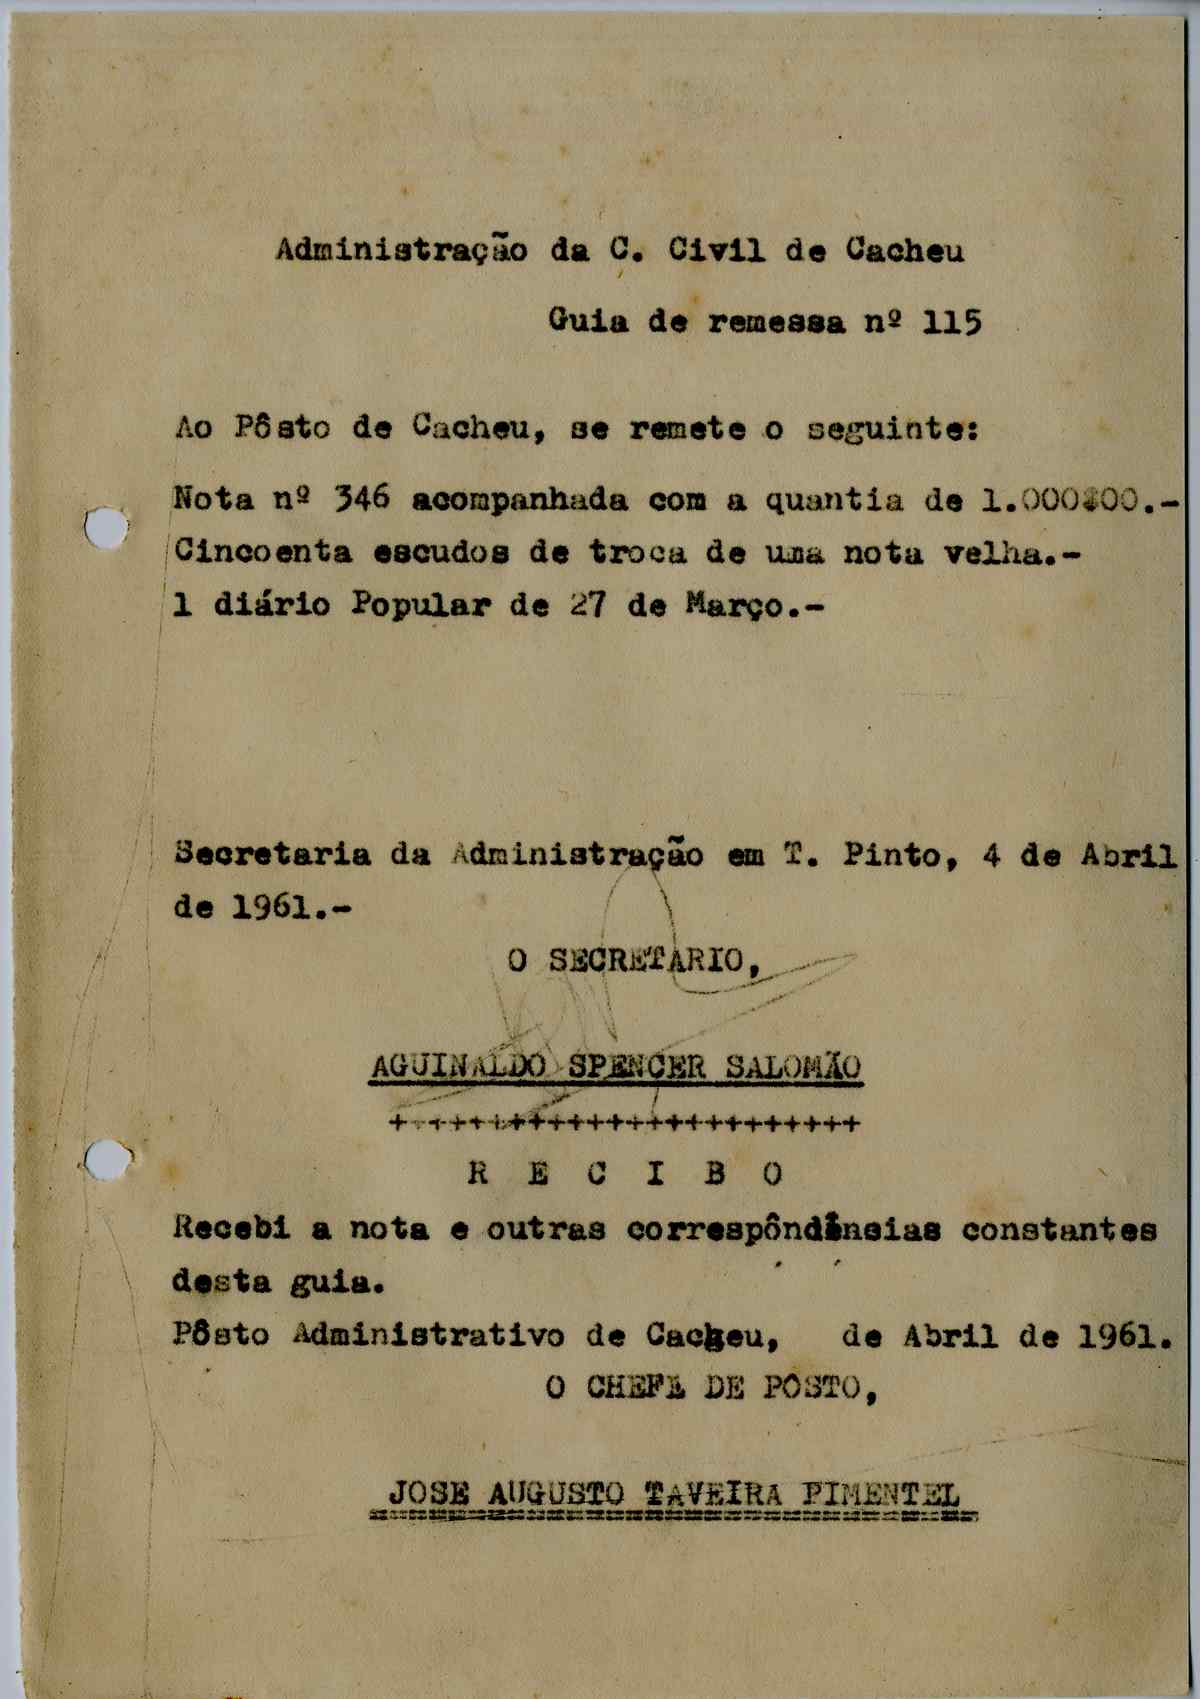 Administração da C. Civil de Cacheu
Guia de remessa nº 115
Ao Pôsto de Cacheu, se remete o seguinte:
Nota nº 346 acompanhada com a quantia de 1.000$00.-
Cincoenta escudos de troca de uma nota velha.-
1 diário Popular de 27 de Março.-
Secretaria da Administração em T. Pinto, 4 de Abril
de 1961.-
O SECRETARIO,
AGUINALDO SPENCER SALOMÃO
++++++++++++++++++++++++
R E C I B O
Recebi a nota e outras correspôndânsias constantes
desta guia.
Pôsto Administrativo de Cacheu, de Abril de 1961.
O CHEFE DE POSTO,
JOSE AUGUSTO TAVEIRA PIMENTEL